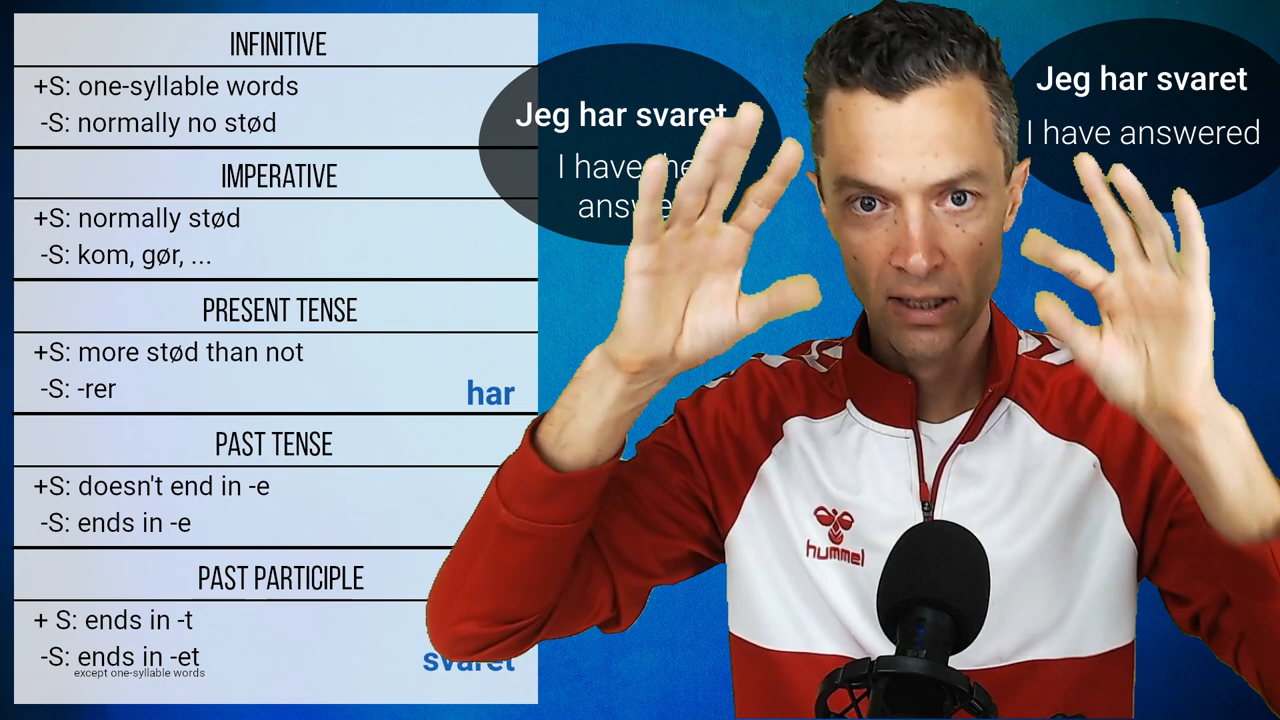 INFINITIVE
+S: one-syllable words
-S: normally no stød
IMPERATIVE
+S: normally stød
-S: kom, gør, ...
PRESENT TENSE
+S: more stød than not
-S: -rer
har
PAST TENSE
+S: doesn't end in -e
-S: ends in -e
PAST PARTICIPLE
+ S: ends in -t
-S: ends in -et
except one-syllable words
svaret
Jeg har svaret
I have
Jeg har svaret
I have answered
hummel